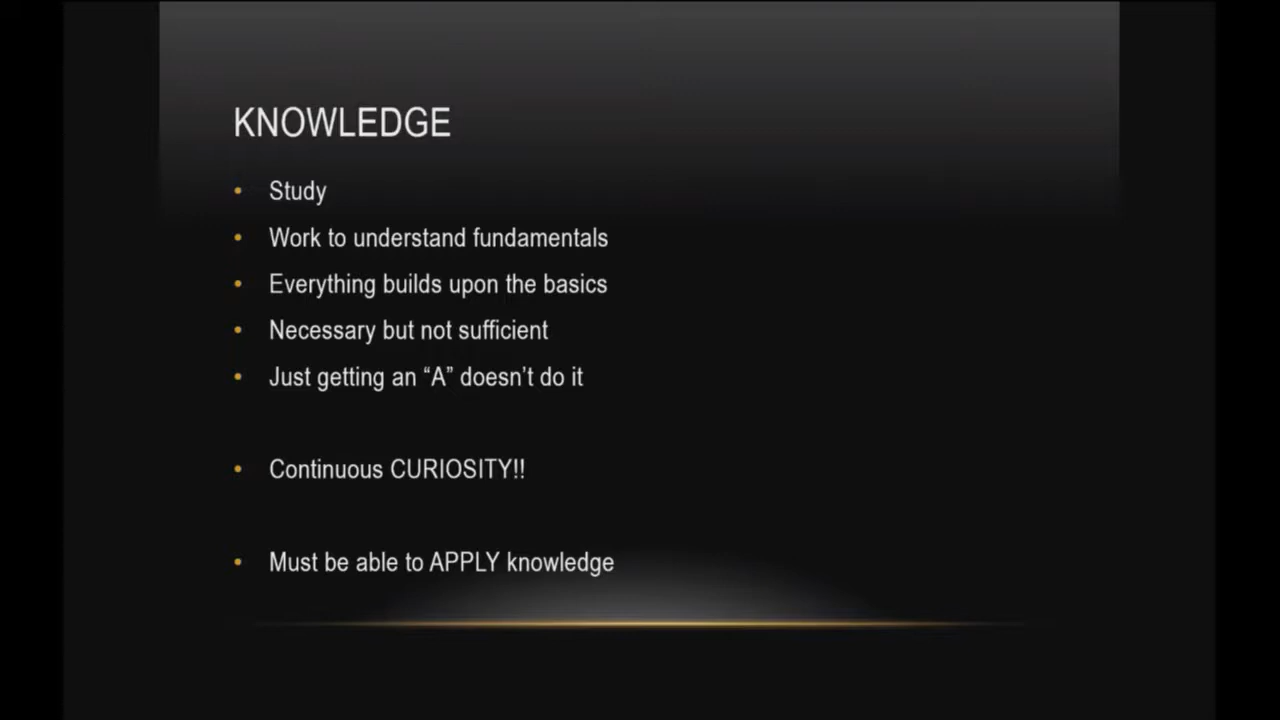 KNOWLEDGE
• Study
• Work to understand fundamentals
• Everything builds upon the basics
• Necessary but not sufficient
• Just getting an “A” doesn’t do it
• Continuous CURIOSITY!!
• Must be able to APPLY knowledge